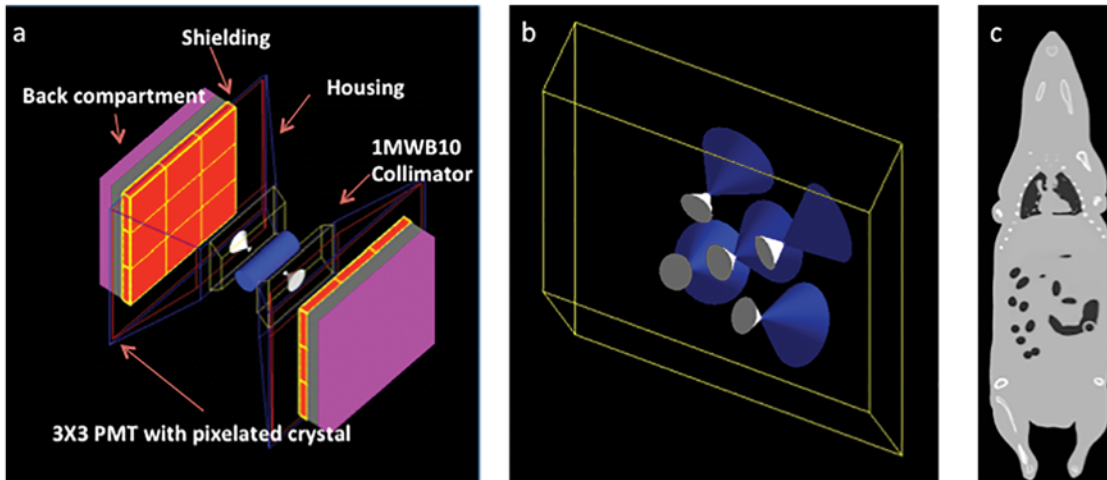 a
Shielding
Back compartment
Housing
1MWB10
Collimator
3X3 PMT with pixelated crystal
b
c